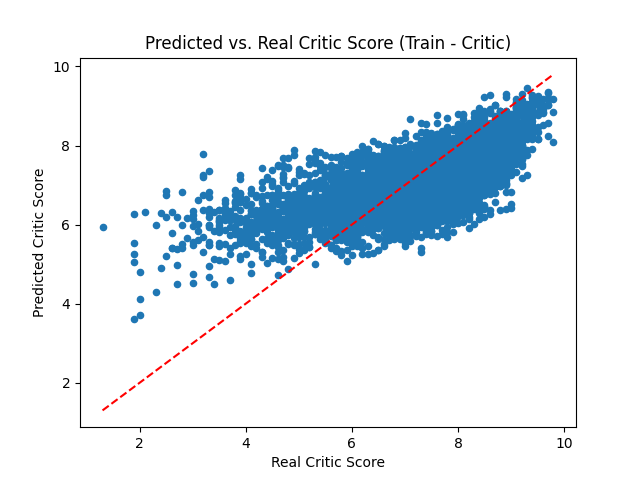 Predicted vs. Real Critic Score (Train - Critic)
10
8
6
4
2
Predicted Critic Score
2 4 6 8 10
Real Critic Score